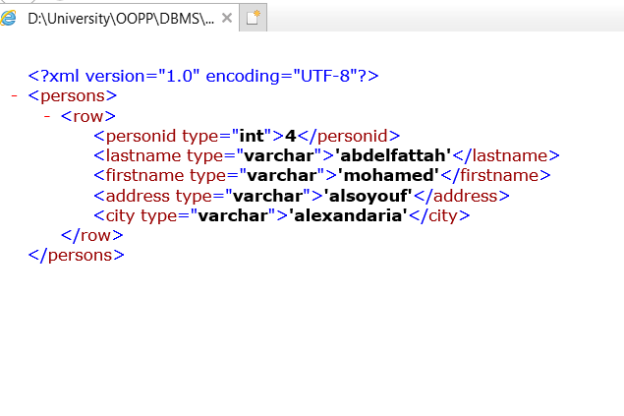 D:\University\OOPP\DBMS\...
<?xml version="1.0" encoding="UTF-8"?>
- <persons>
- <row>
<personid type="int">4</personid>
<lastname type="varchar">'abdelfattah'</lastname>
<firstname type="varchar">'mohamed'</firstname>
<address type="varchar">'alsoyouf'</address>
<city type="varchar">'alexandaria'</city>
</row>
</persons>